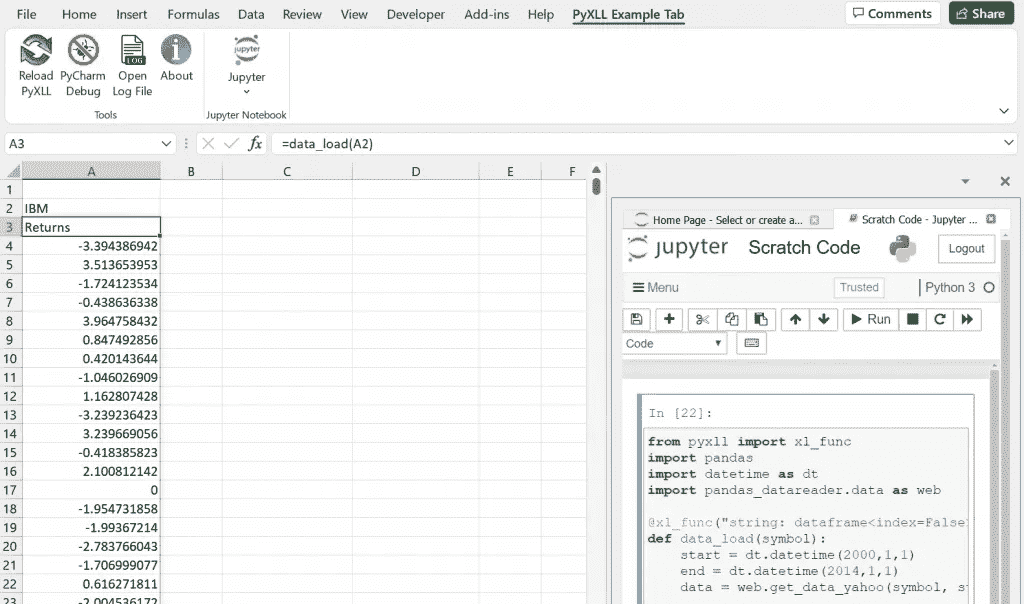 File Home Insert Formulas Data Review View Developer Add-ins Help PyXLL Example Tab Comments Share
Reload PyXLL
PyCharm Debug
Open Log File
About
Jupyter
Tools
Jupyter Notebook
A3 fx =data_load(A2)
A B C D E F
1
2 IBM
3 Returns
4 -3.394386942
5 3.513653953
6 -1.724123534
7 -0.438636338
8 3.964758432
9 0.847492856
10 0.420143644
11 -1.046026909
12 1.162807428
13 -3.239236423
14 3.239669056
15 -0.418385823
16 2.100812142
17 0
18 -1.954731858
19 -1.99367214
20 -2.783766043
21 -1.706999077
22 0.616271811
23 -2.004536172
Home Page - Select or create a... Scratch Code - Jupyter ...
jupyter Scratch Code Logout
Menu Trusted Python 3
Run
Code
In [22]:
from pyxll import xl_func
import pandas
import datetime as dt
import pandas_datareader.data as web
@xl_func("string: dataframe<index=False
def data_load(symbol):
start = dt.datetime(2000,1,1)
end = dt.datetime(2014,1,1)
data = web.get_data_yahoo(symbol, s